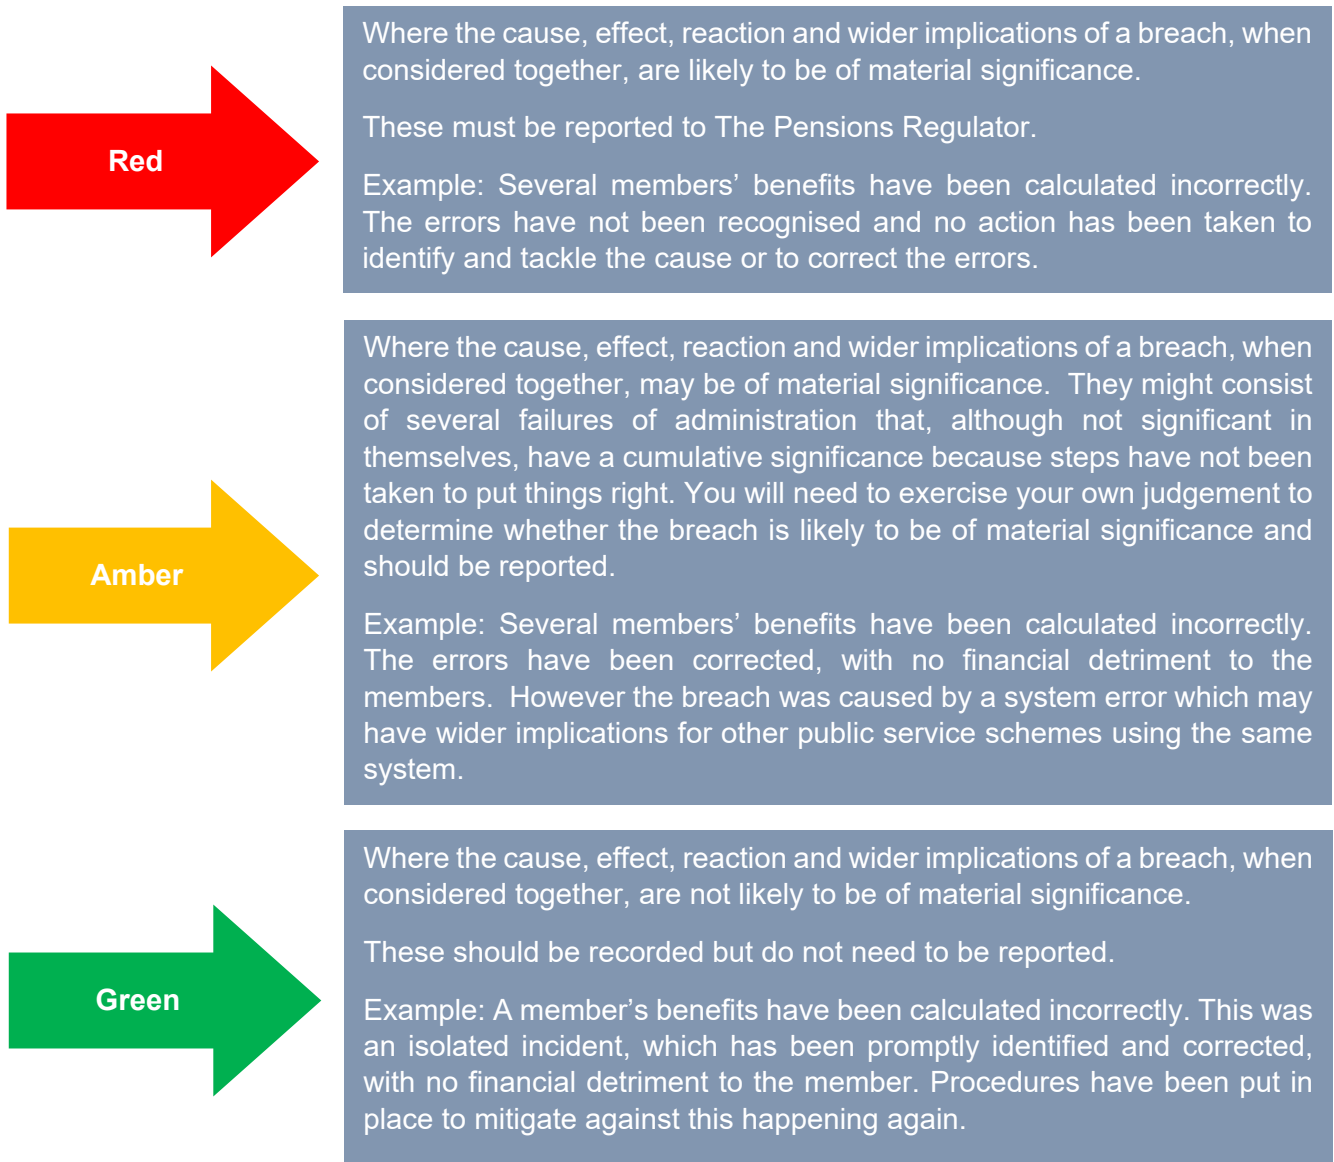 Red
Where the cause, effect, reaction and wider implications of a breach, when
considered together, are likely to be of material significance.
These must be reported to The Pensions Regulator.
Example: Several members’ benefits have been calculated incorrectly.
The errors have not been recognised and no action has been taken to
identify and tackle the cause or to correct the errors.
Amber
Where the cause, effect, reaction and wider implications of a breach, when
considered together, may be of material significance.  They might consist
of several failures of administration that, although not significant in
themselves, have a cumulative significance because steps have not been
taken to put things right. You will need to exercise your own judgement to
determine whether the breach is likely to be of material significance and
should be reported.
Example: Several members’ benefits have been calculated incorrectly.
The errors have been corrected, with no financial detriment to the
members.  However the breach was caused by a system error which may
have wider implications for other public service schemes using the same
system.
Green
Where the cause, effect, reaction and wider implications of a breach, when
considered together, are not likely to be of material significance.
These should be recorded but do not need to be reported.
Example: A member’s benefits have been calculated incorrectly. This was
an isolated incident, which has been promptly identified and corrected,
with no financial detriment to the member. Procedures have been put in
place to mitigate against this happening again.